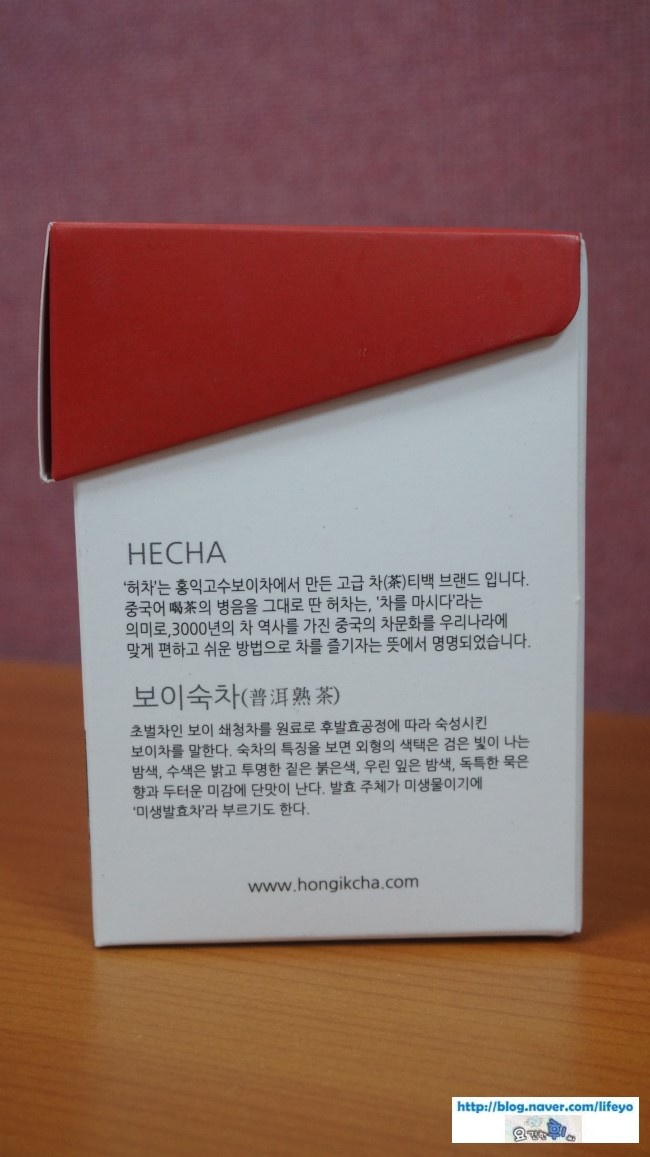 HECHA
‘허차’는 홍익고수보이차에서 만든 고급 차(茶)티백 브랜드 입니다.
중국어 喝茶의 병음을 그대로 딴 허차는, '차를 마시다'라는
의미로,3000년의 차 역사를 가진 중국의 차문화를 우리나라에
맞게 편하고 쉬운 방법으로 차를 즐기자는 뜻에서 명명되었습니다.
보이숙차(普洱熟茶)
초벌차인 보이 쇄청차를 원료로 후발효공정에 따라 숙성시킨
보이차를 말한다. 숙차의 특징을 보면 외형의 색택은 검은 빛이 나는
밤색, 수색은 밝고 투명한 짙은 붉은색, 우린 잎은 밤색, 독특한 묵은
향과 두터운 미감에 단맛이 난다. 발효 주체가 미생물이기에
‘미생발효차’라 부르기도 한다.
www.hongikcha.com
http://blog.naver.com/lifeyo